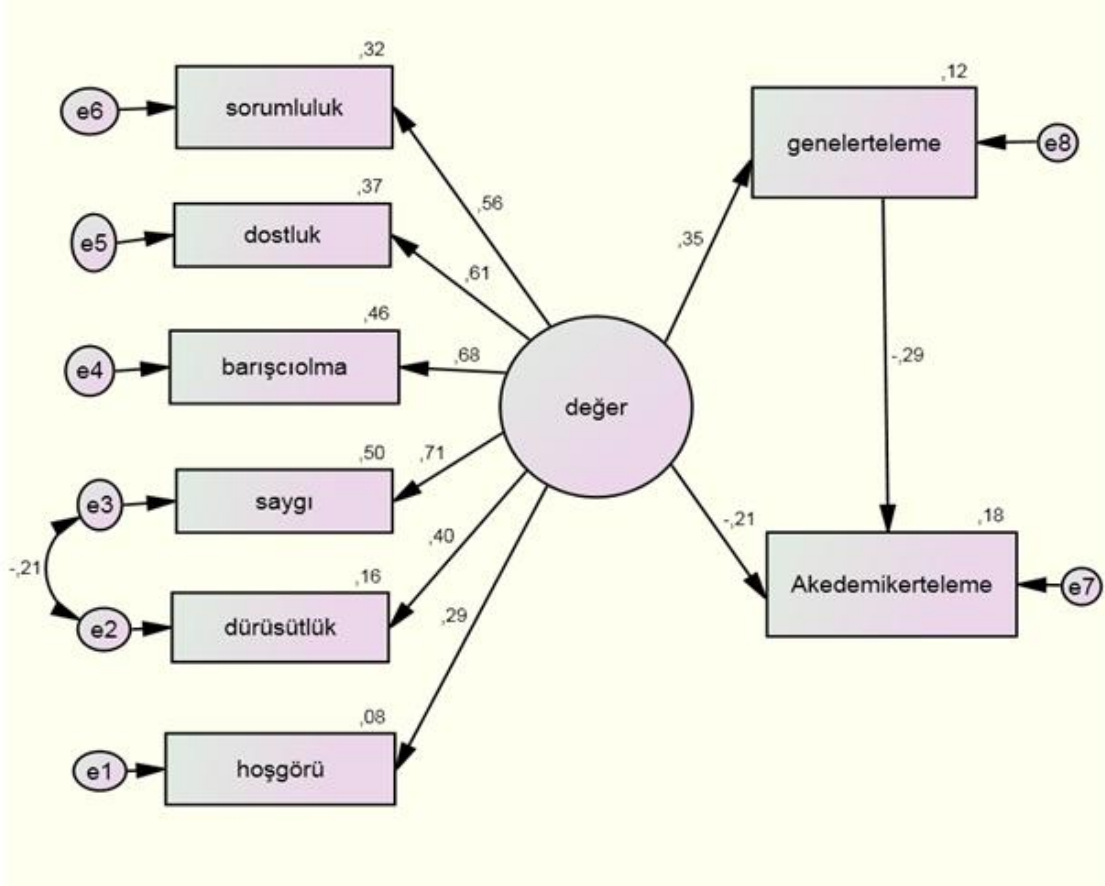 ,32
e6
sorumluluk
,37
e5
dostluk
,46
e4
barışcıolma
,50
e3
saygı
-,21
,16
e2
dürüsütlük
,08
e1
hoşgörü
,56
,61
,68
,71
,40
,29
değer
,35
-,21
,12
genelerteleme
e8
-,29
,18
Akedemikerteleme
e7